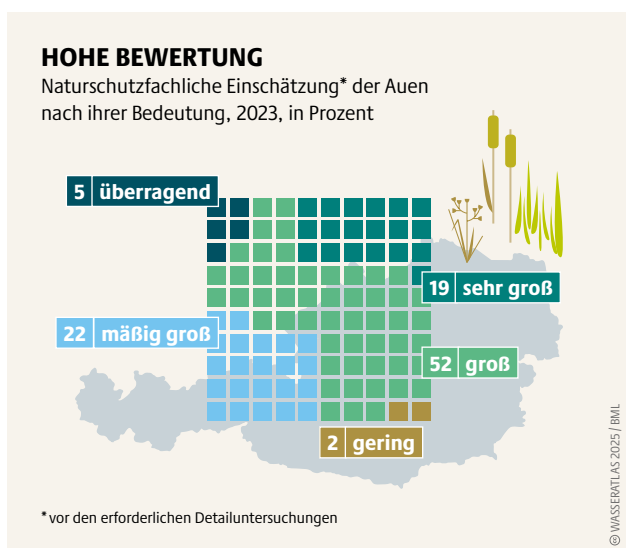 HOHE BEWERTUNG
Naturschutzfachliche Einschätzung* der Auen
nach ihrer Bedeutung, 2023, in Prozent
5 überragend
19 sehr groß
22 mäßig groß
52 groß
2 gering
* vor den erforderlichen Detailuntersuchungen
WASSERATLAS 2025 / BML